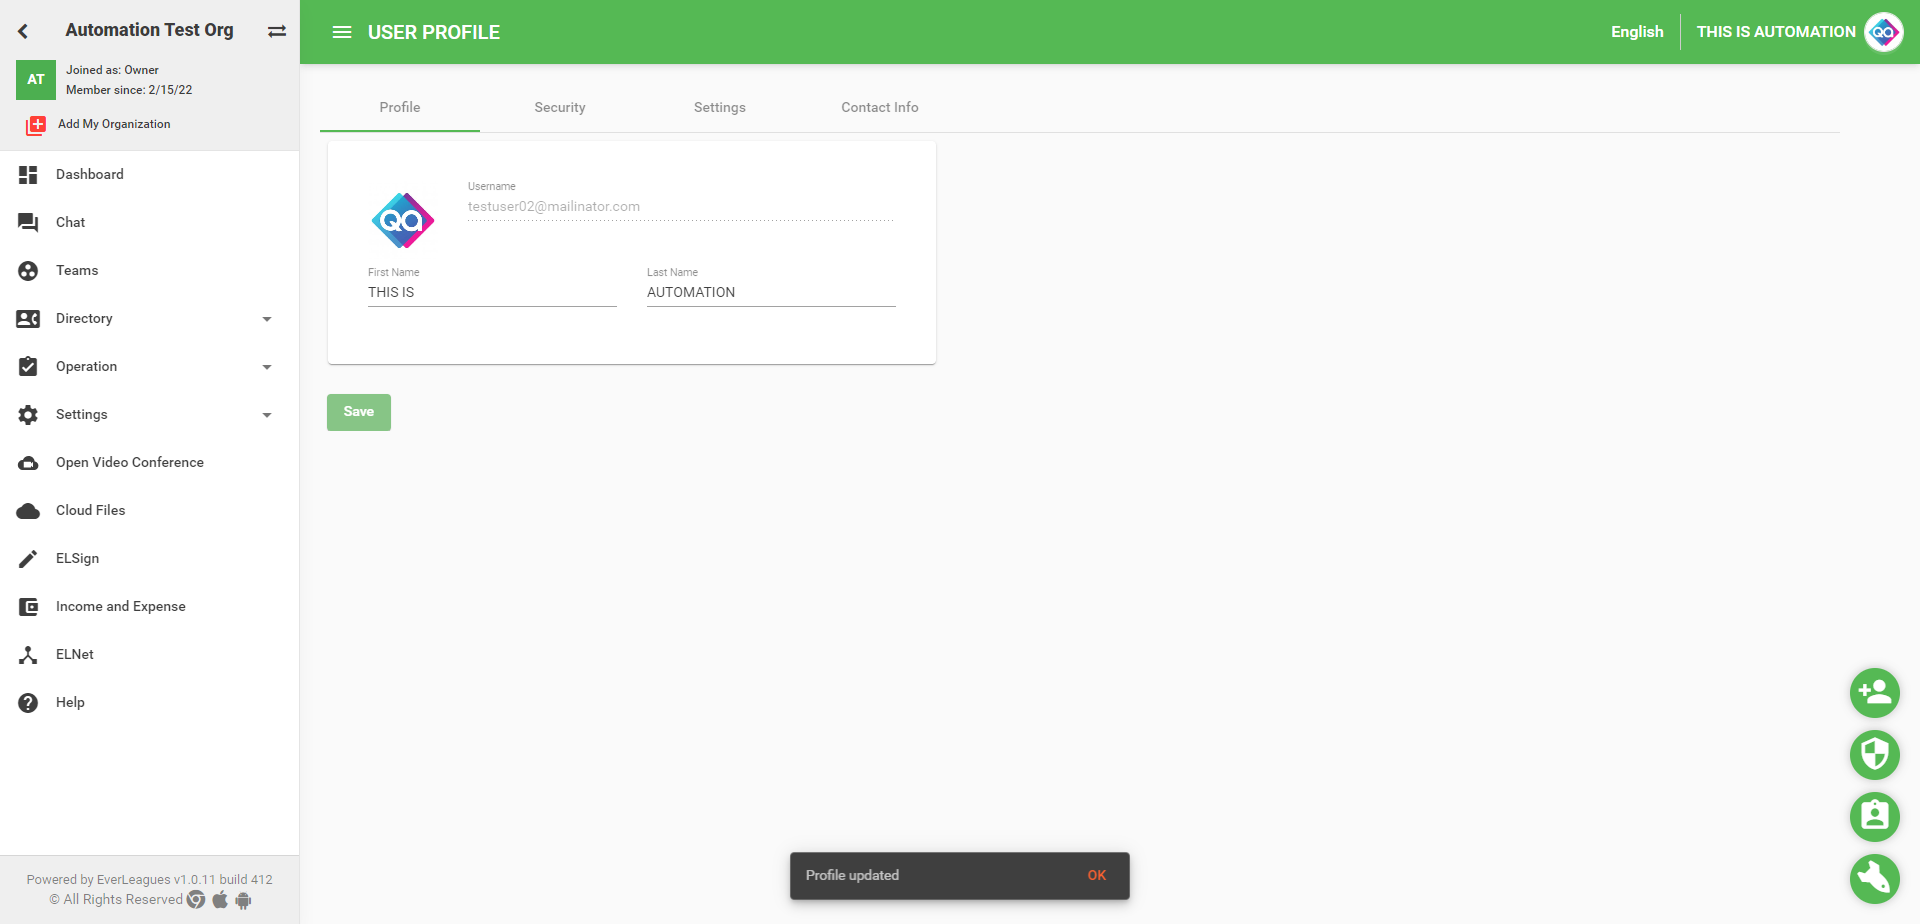 Automation Test Org
AT
Joined as: Owner
Member since: 2/15/22
Add My Organization
Dashboard
Chat
Teams
Directory
Operation
Settings
Open Video Conference
Cloud Files
ELSign
Income and Expense
ELNet
Help
Powered by EverLeagues v1.0.11 build 412
© All Rights Reserved
USER PROFILE
English
THIS IS AUTOMATION
QA
Profile
Security
Settings
Contact Info
QA
Username
testuser02@mailinator.com
First Name
THIS IS
Last Name
AUTOMATION
Save
Profile updated
OK